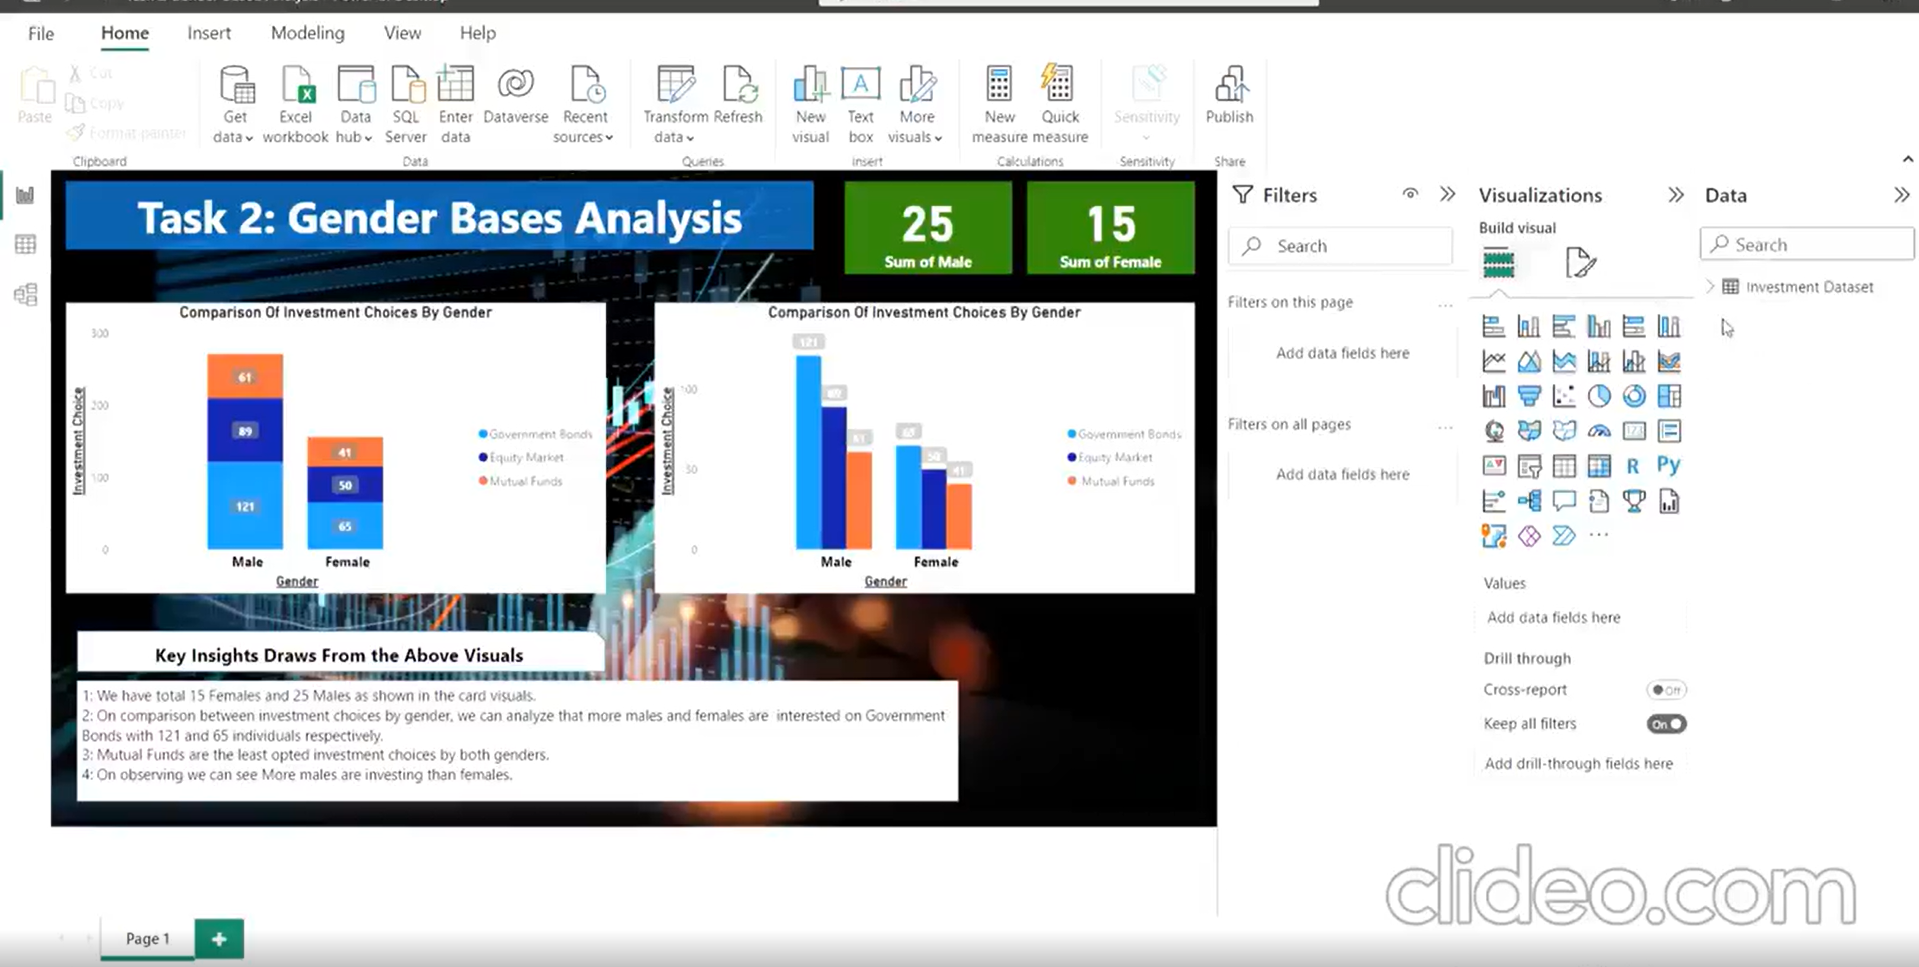 File Home Insert Modeling View Help
Paste
Cut
Copy
Format painter
Clipboard
Get data
Excel workbook
Data hub
SQL Server
Enter data
Dataverse
Recent sources
Data
Transform data
Refresh
Queries
New visual
Text box
More visuals
Insert
New measure
Quick measure
Calculations
Sensitivity
Sensitivity
Publish
Share
Task 2: Gender Bases Analysis
25
Sum of Male
15
Sum of Female
Comparison Of Investment Choices By Gender
300
200
100
0
Investment Choice
61
89
121
41
50
65
Male Female
Gender
Government Bonds
Equity Market
Mutual Funds
Comparison Of Investment Choices By Gender
100
50
0
Investment Choice
121
89
61
65
50
41
Male Female
Gender
Government Bonds
Equity Market
Mutual Funds
Key Insights Draws From the Above Visuals
1: We have total 15 Females and 25 Males as shown in the card visuals.
2: On comparison between investment choices by gender, we can analyze that more males and females are interested on Government
Bonds with 121 and 65 individuals respectively.
3: Mutual Funds are the least opted investment choices by both genders.
4: On observing we can see More males are investing than females.
Filters
Search
Filters on this page
...
Add data fields here
Filters on all pages
...
Add data fields here
Visualizations
Build visual
R Py
...
Values
Add data fields here
Drill through
Cross-report Off
Keep all filters On
Add drill-through fields here
Data
Search
Investment Dataset
Page 1
+
clideo.com